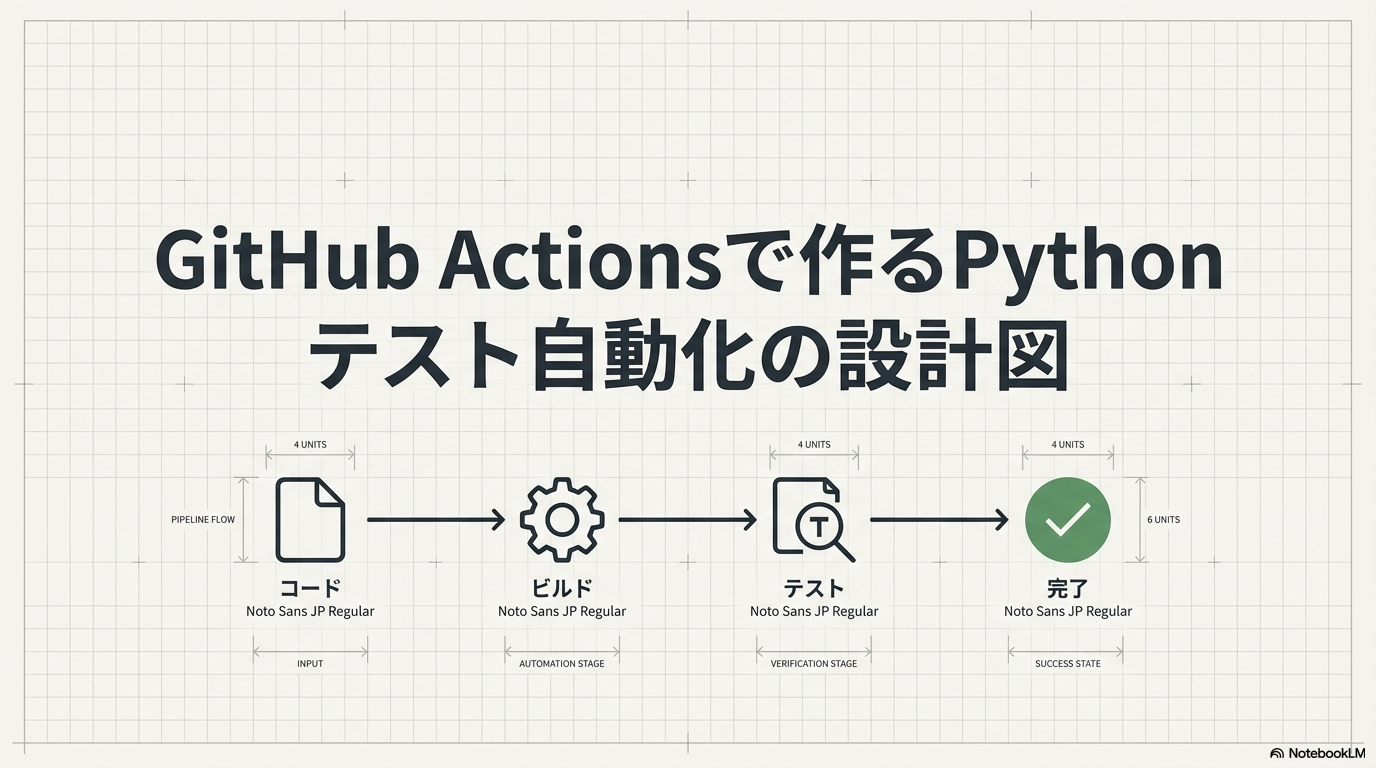 GitHub Actionsで作るPython
テスト自動化の設計図
4 UNITS
4 UNITS
4 UNITS
PIPELINE FLOW
T
6 UNITS
コード
ビルド
テスト
完了
Noto Sans JP Regular
Noto Sans JP Regular
Noto Sans JP Regular
Noto Sans JP Regular
INPUT
AUTOMATION STAGE
VERIFICATION STAGE
SUCCESS STATE
NotebookLM